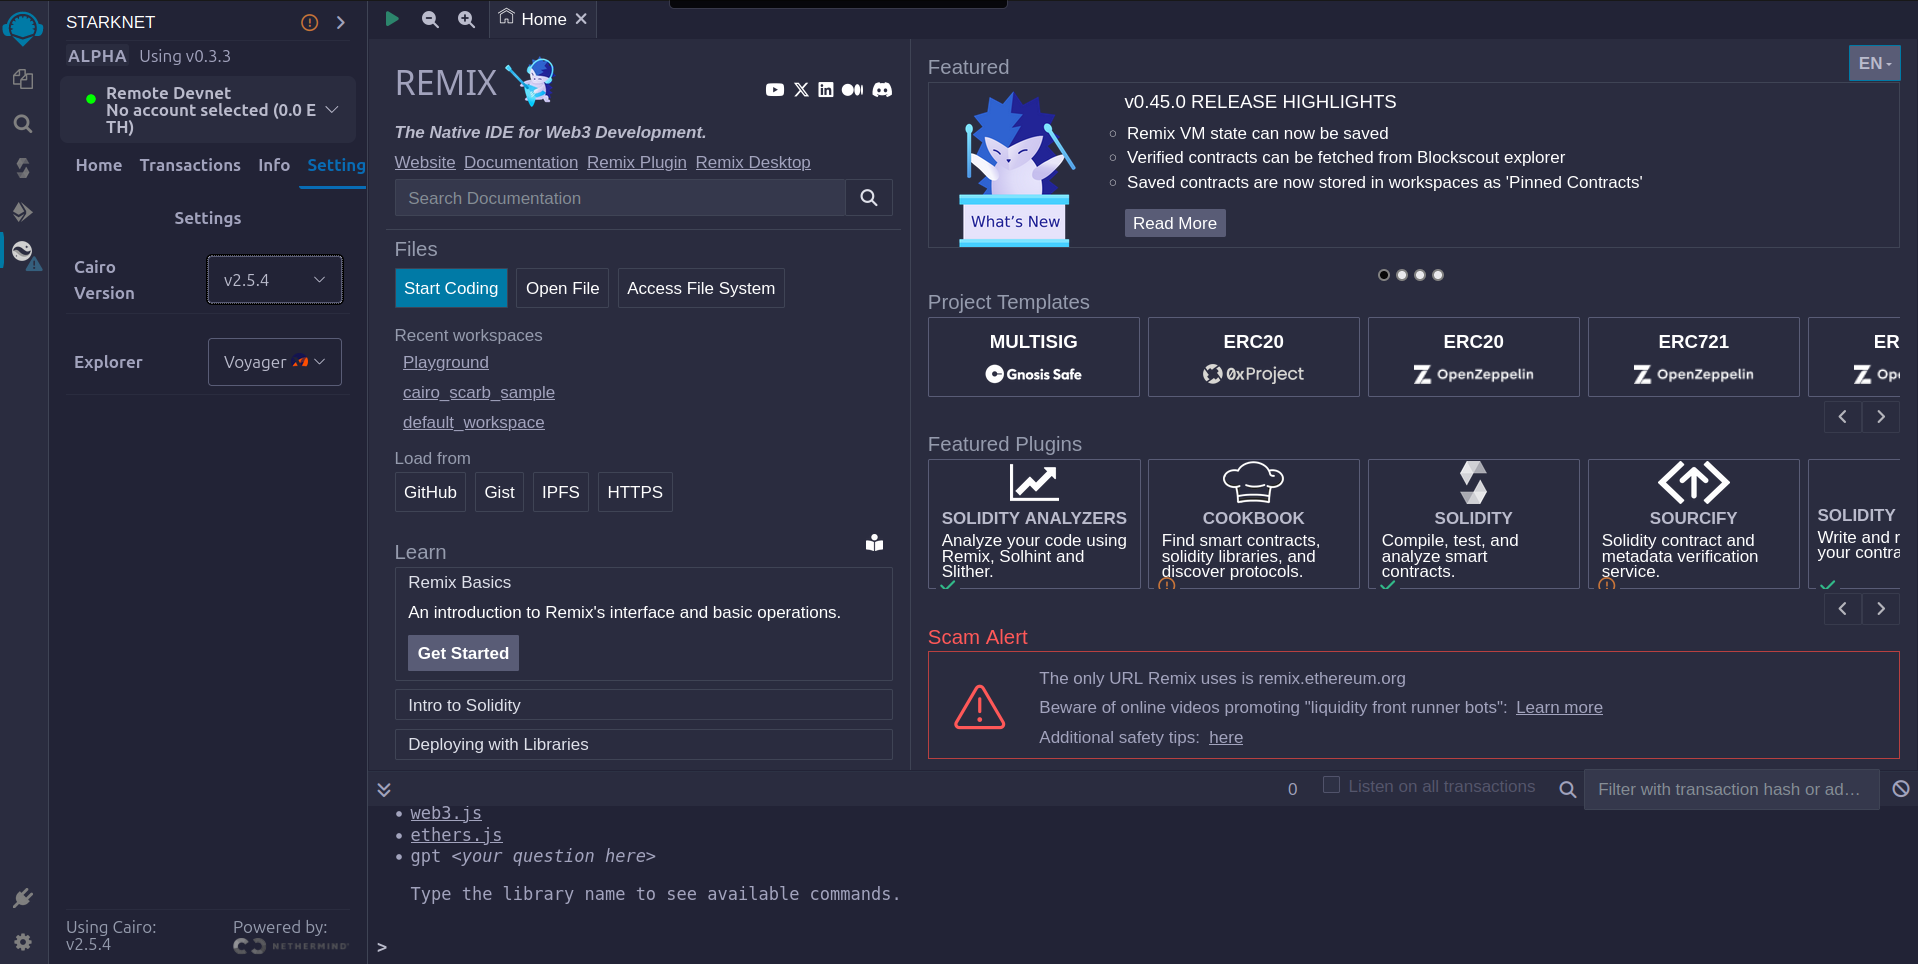 STARKNET
ALPHA Using v0.3.3
Remote Devnet
No account selected (0.0 E
TH)
Home Transactions Info Setting
Settings
Cairo
Version
v2.5.4
Explorer
Voyager
Using Cairo:
v2.5.4
Powered by:
NETHERMIND
Home
REMIX
The Native IDE for Web3 Development.
Website Documentation Remix Plugin Remix Desktop
Search Documentation
Files
Start Coding Open File Access File System
Recent workspaces
Playground
cairo_scarb_sample
default_workspace
Load from
GitHub Gist IPFS HTTPS
Learn
Remix Basics
An introduction to Remix's interface and basic operations.
Get Started
Intro to Solidity
Deploying with Libraries
EN
Featured
What's New
v0.45.0 RELEASE HIGHLIGHTS
Remix VM state can now be saved
Verified contracts can be fetched from Blockscout explorer
Saved contracts are now stored in workspaces as 'Pinned Contracts'
Read More
Project Templates
MULTISIG
Gnosis Safe
ERC20
0xProject
ERC20
OpenZeppelin
ERC721
OpenZeppelin
ER
Ope
Featured Plugins
SOLIDITY ANALYZERS
Analyze your code using
Remix, Solhint and
Slither.
COOKBOOK
Find smart contracts,
solidity libraries, and
discover protocols.
SOLIDITY
Compile, test, and
analyze smart
contracts.
SOURCIFY
Solidity contract and
metadata verification
service.
SOLIDITY
Write and r
your contra
Scam Alert
The only URL Remix uses is remix.ethereum.org
Beware of online videos promoting "liquidity front runner bots": Learn more
Additional safety tips: here
0 Listen on all transactions Filter with transaction hash or ad...
• web3.js
• ethers.js
• gpt <your question here>
Type the library name to see available commands.
>